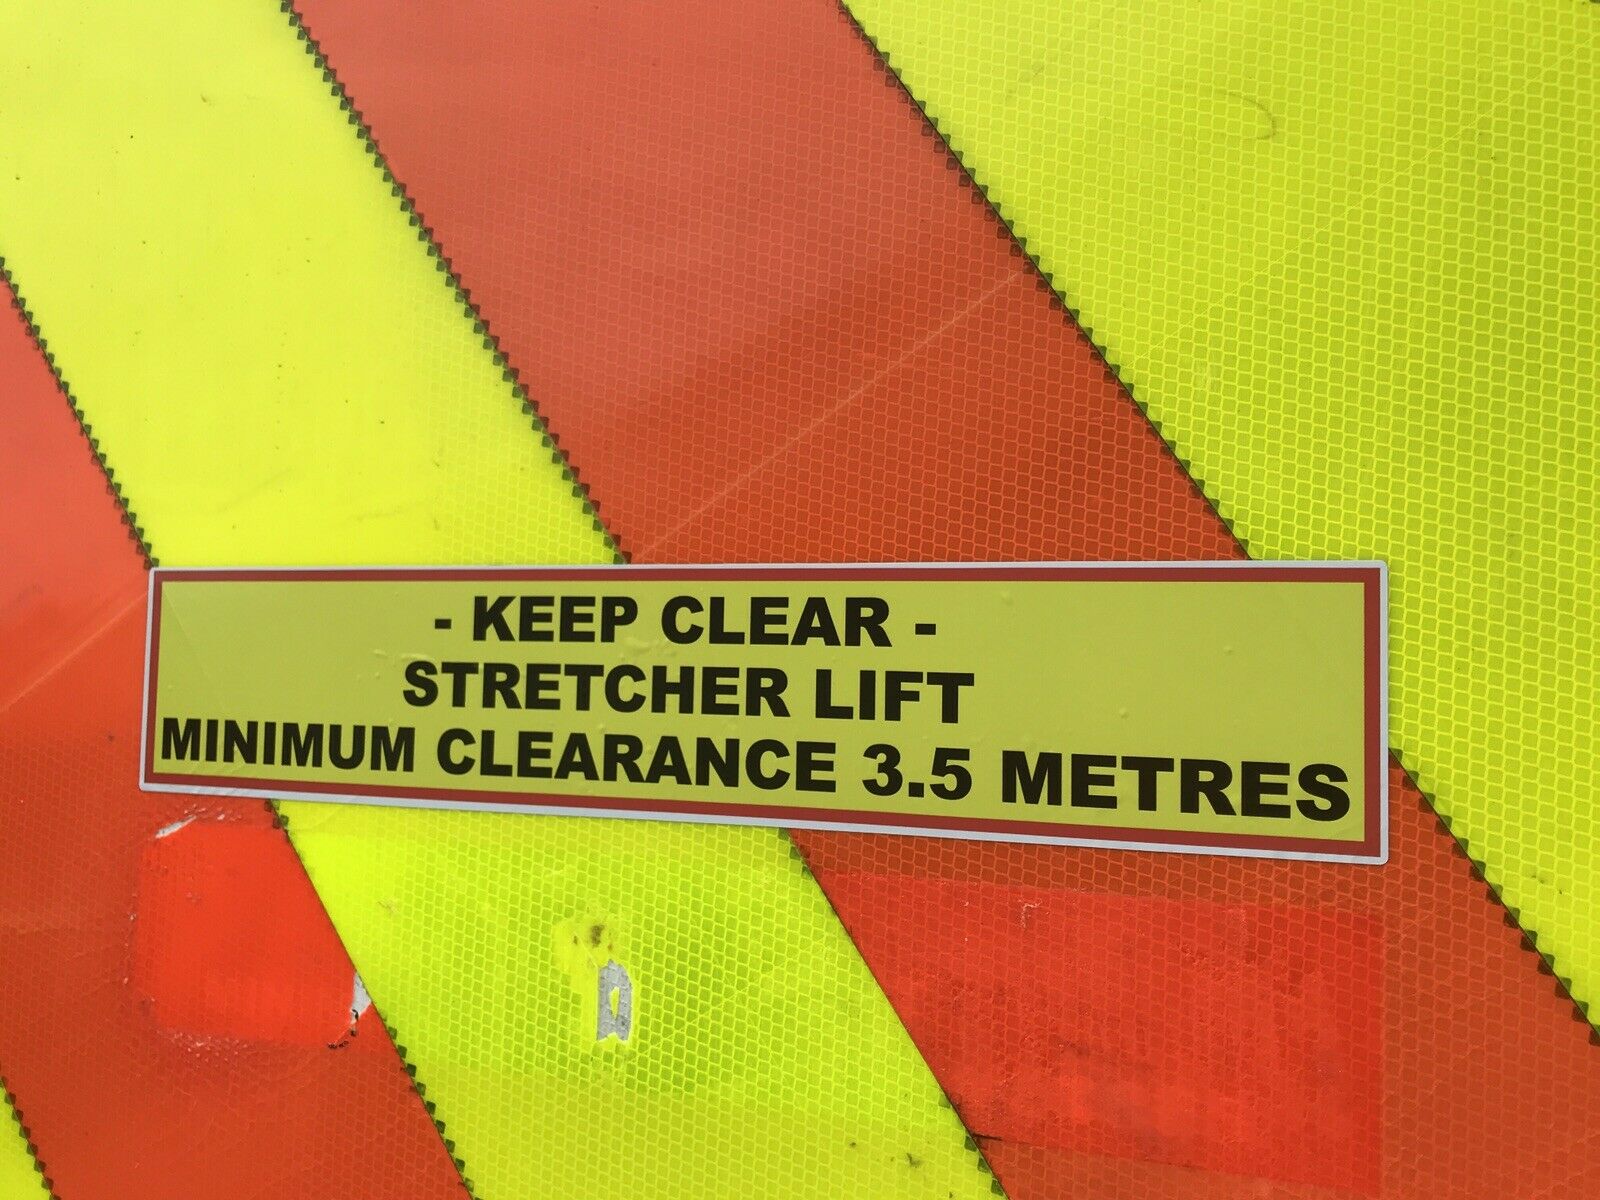 - KEEP CLEAR -
STRETCHER LIFT
MINIMUM CLEARANCE 3.5 METRES